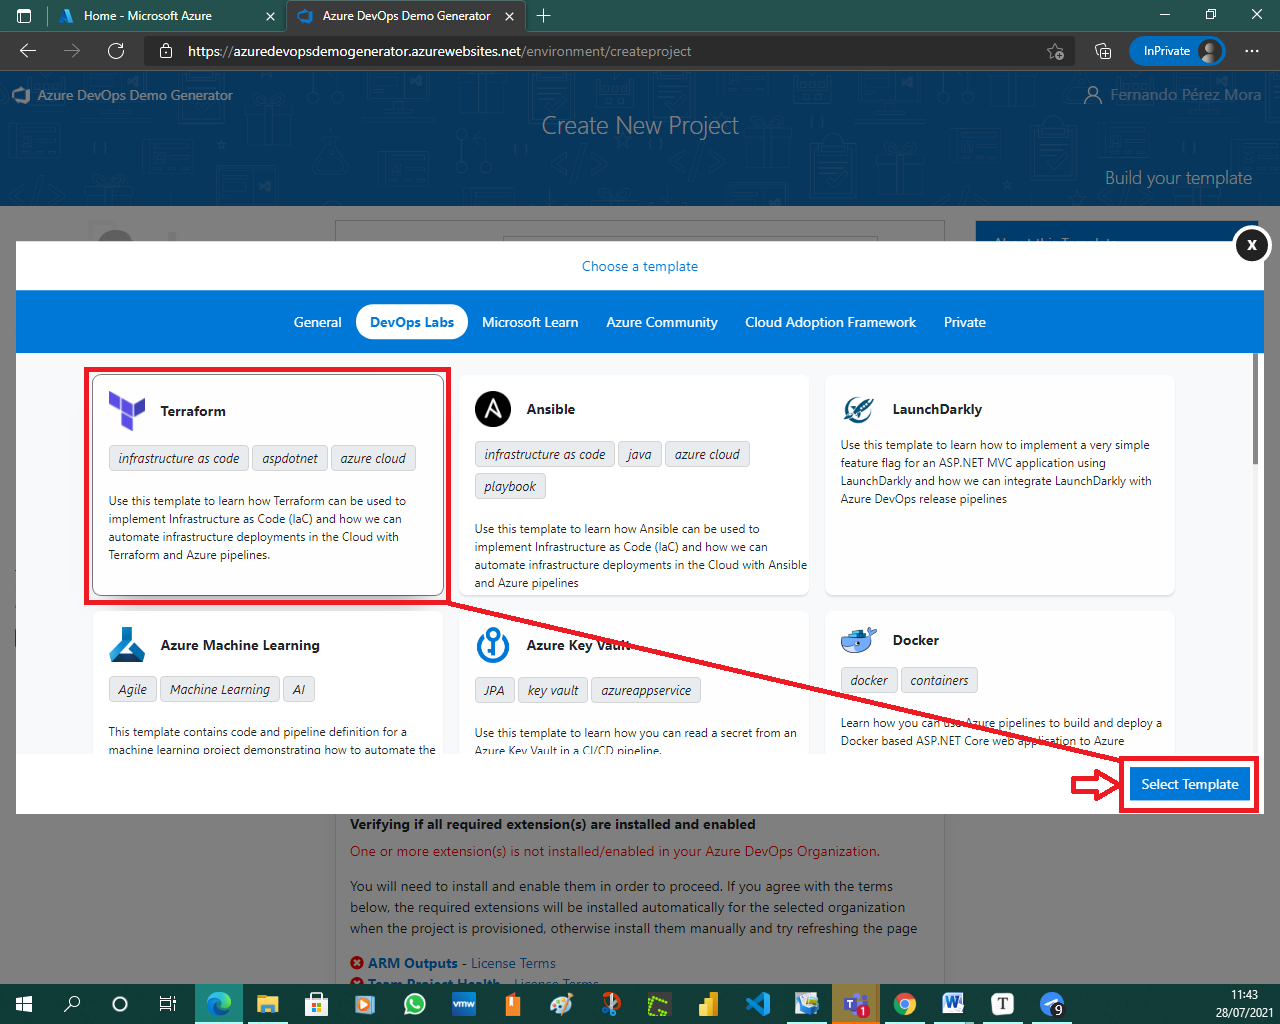 Home - Microsoft Azure
Azure DevOps Demo Generator
https://azuredevopsdemogenerator.azurewebsites.net/environment/createproject
InPrivate
Azure DevOps Demo Generator
Fernando Pérez Mora
Create New Project
Build your template
Choose a template
X
General
DevOps Labs
Microsoft Learn
Azure Community
Cloud Adoption Framework
Private
Terraform
infrastructure as code
aspdotnet
azure cloud
Use this template to learn how Terraform can be used to
implement Infrastructure as Code (IaC) and how we can
automate infrastructure deployments in the Cloud with
Terraform and Azure pipelines.
Ansible
infrastructure as code
java
azure cloud
playbook
Use this template to learn how Ansible can be used to
implement Infrastructure as Code (IaC) and how we can
automate infrastructure deployments in the Cloud with Ansible
and Azure pipelines
LaunchDarkly
Use this template to learn how to implement a very simple
feature flag for an ASP.NET MVC application using
LaunchDarkly and how we can integrate LaunchDarkly with
Azure DevOps release pipelines
Azure Machine Learning
Agile
Machine Learning
AI
This template contains code and pipeline definition for a
machine learning project demonstrating how to automate the
Azure Key Vault
JPA
key vault
azureappservice
Use this template to learn how you can read a secret from an
Azure Key Vault in a CI/CD pipeline.
Docker
docker
containers
Learn how you can use Azure pipelines to build and deploy a
Docker based ASP.NET Core web application to Azure
Select Template
Verifying if all required extension(s) are installed and enabled
One or more extension(s) is not installed/enabled in your Azure DevOps Organization.
You will need to install and enable them in order to proceed. If you agree with the terms
below, the required extensions will be installed automatically for the selected organization
when the project is provisioned, otherwise install them manually and try refreshing the page
ARM Outputs - License Terms
Team Project Health - License Terms
vmw
W
T
1
9
11:43
28/07/2021